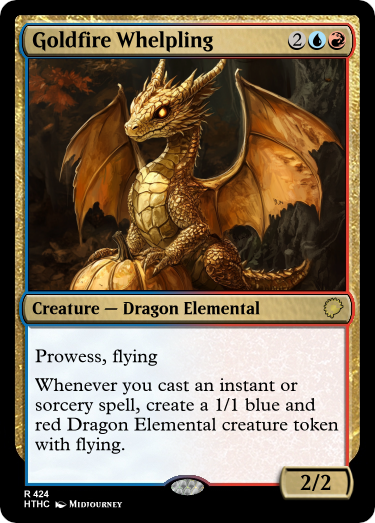 Goldfire Whelpling 2
Creature — Dragon Elemental
Prowess, flying
Whenever you cast an instant or
sorcery spell, create a 1/1 blue and
red Dragon Elemental creature token
with flying.
2/2
R 424
HTHC Midjourney